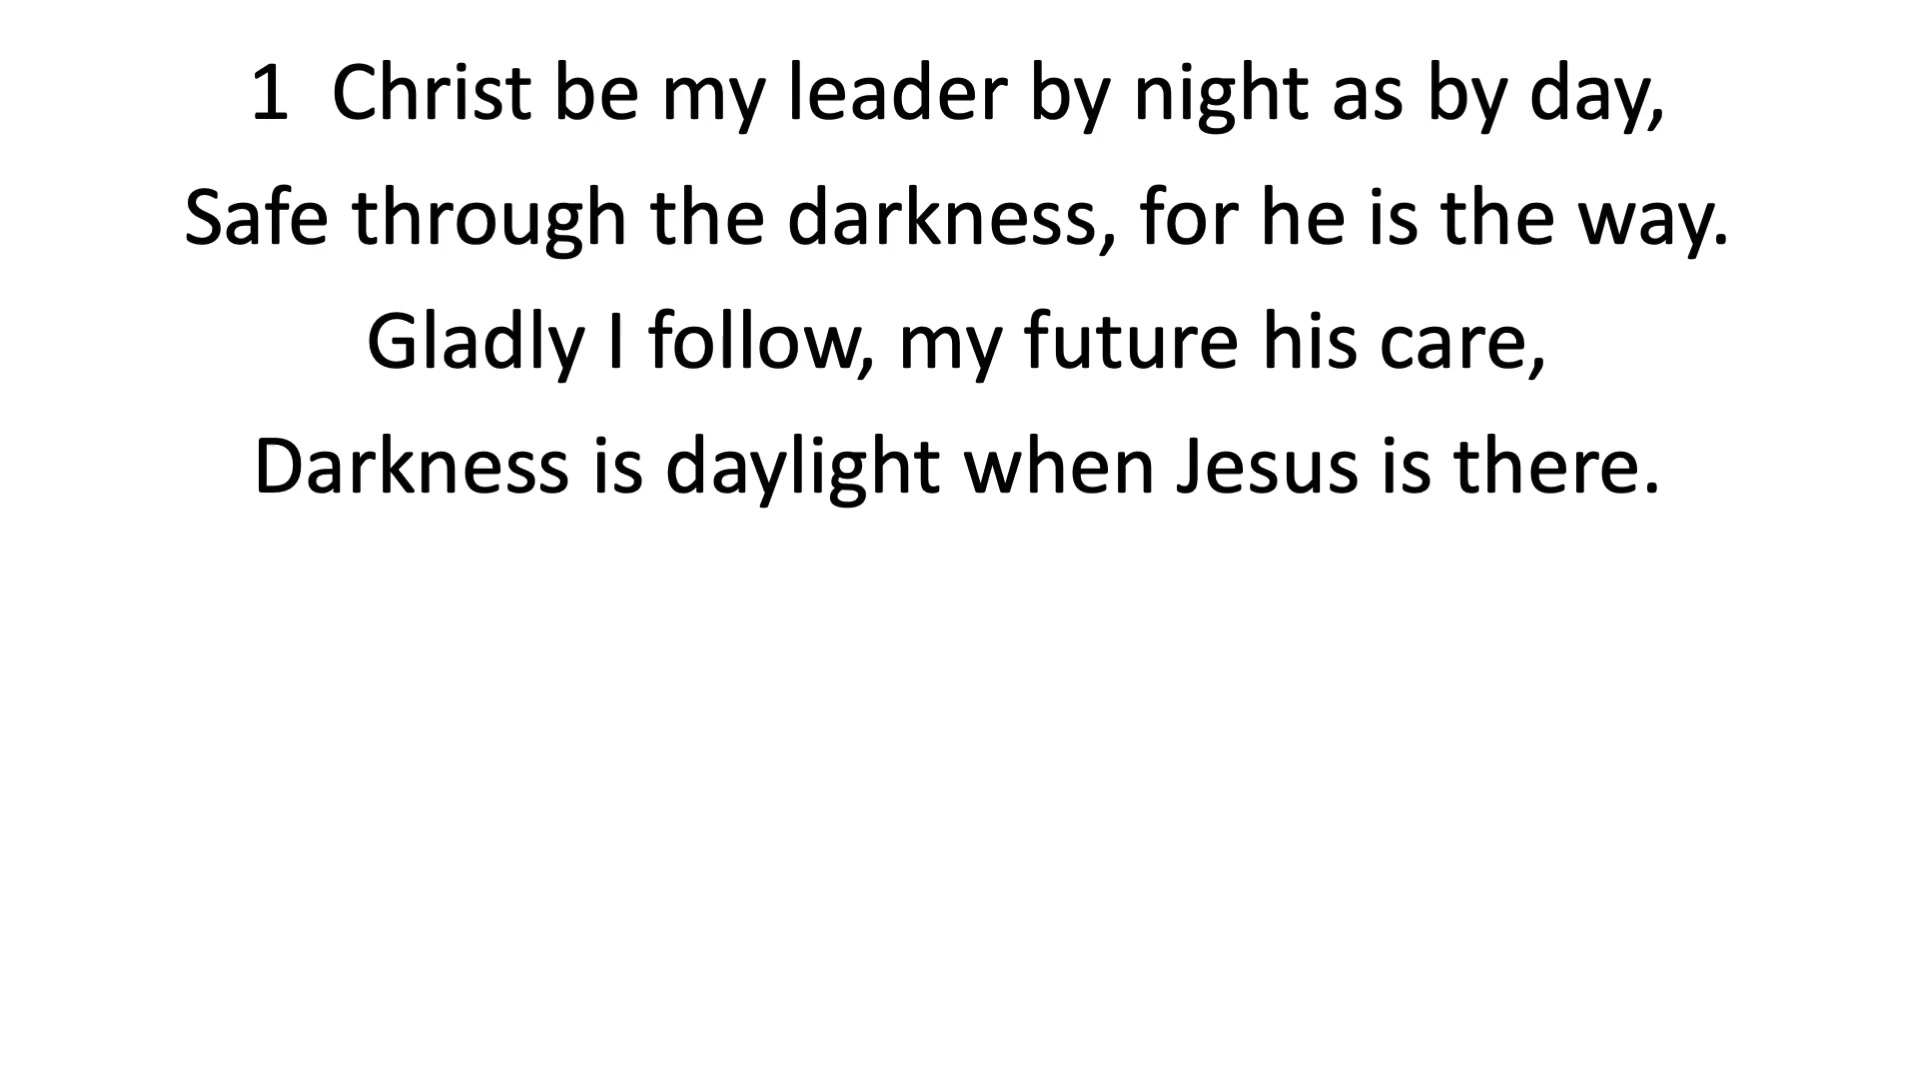 1  Christ be my leader by night as by day,
Safe through the darkness, for he is the way.
Gladly I follow, my future his care,
Darkness is daylight when Jesus is there.